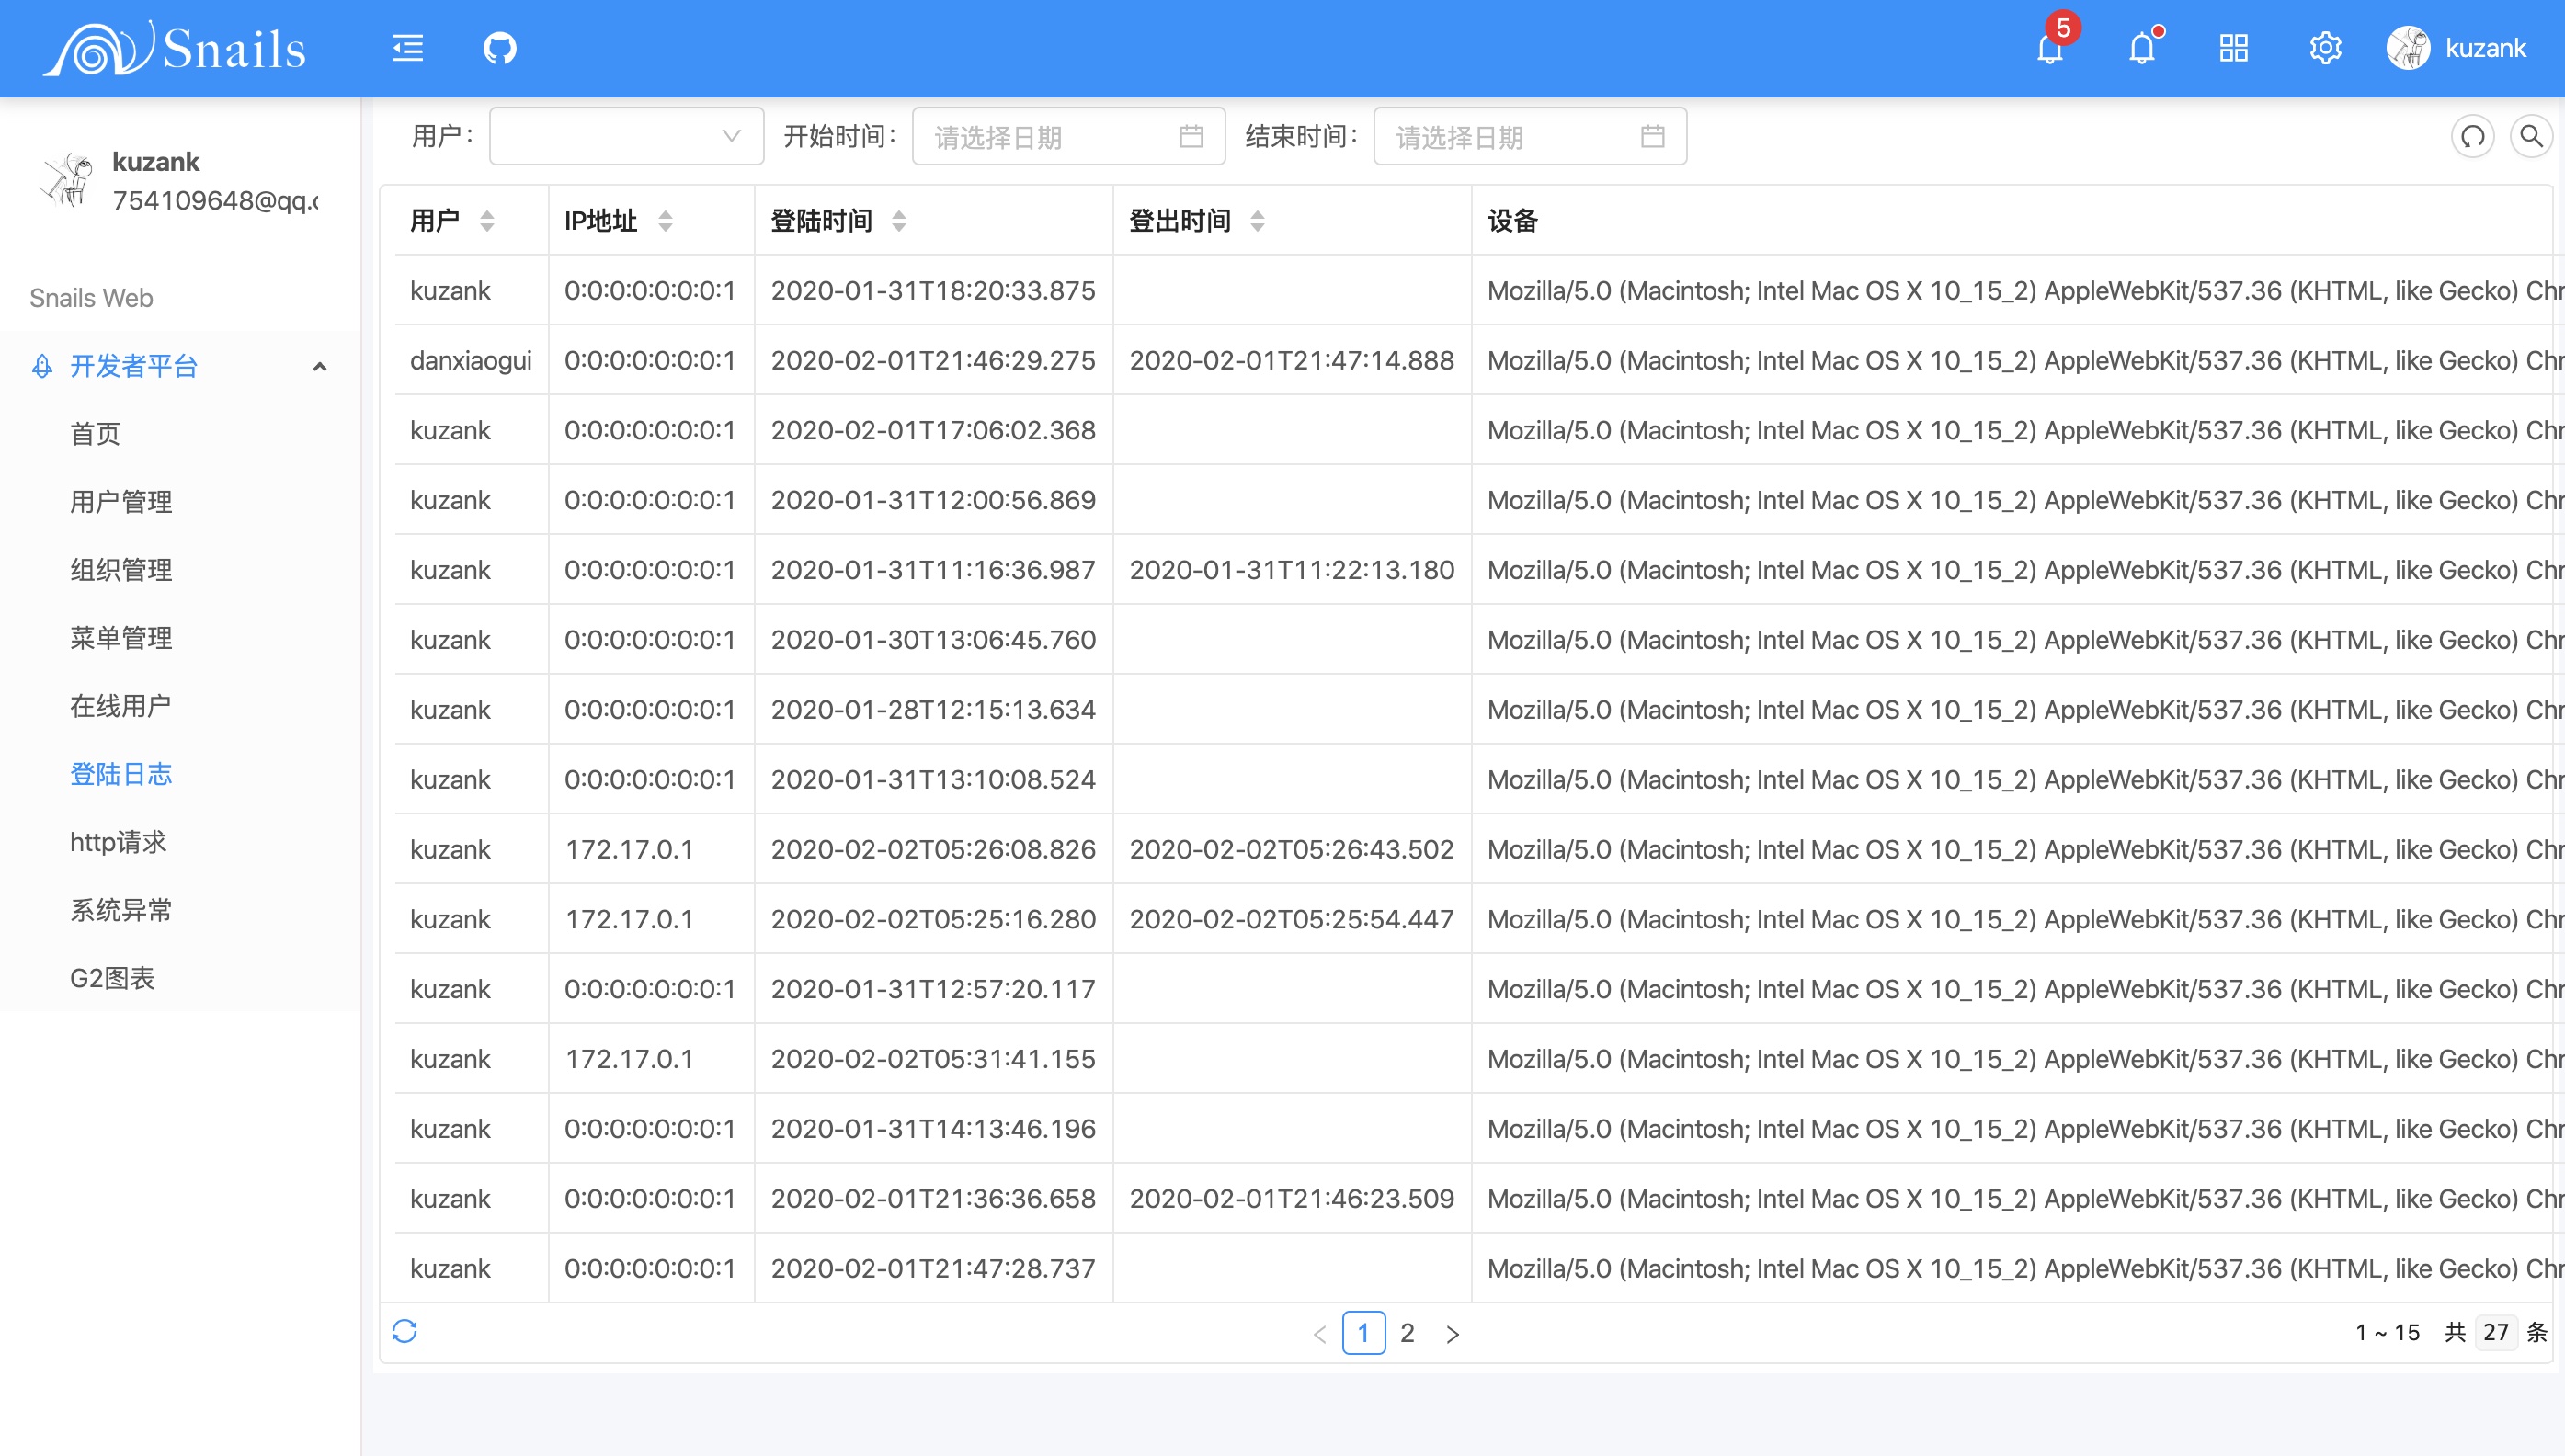 Snails
5
kuzank
kuzank
754109648@qq.c
Snails Web
开发者平台
首页
用户管理
组织管理
菜单管理
在线用户
登陆日志
http请求
系统异常
G2图表
用户: 开始时间: 请选择日期 结束时间: 请选择日期
用户 IP地址 登陆时间 登出时间 设备
kuzank 0:0:0:0:0:0:0:1 2020-01-31T18:20:33.875 Mozilla/5.0 (Macintosh; Intel Mac OS X 10_15_2) AppleWebKit/537.36 (KHTML, like Gecko) Chr
danxiaogui 0:0:0:0:0:0:0:1 2020-02-01T21:46:29.275 2020-02-01T21:47:14.888 Mozilla/5.0 (Macintosh; Intel Mac OS X 10_15_2) AppleWebKit/537.36 (KHTML, like Gecko) Chr
kuzank 0:0:0:0:0:0:0:1 2020-02-01T17:06:02.368 Mozilla/5.0 (Macintosh; Intel Mac OS X 10_15_2) AppleWebKit/537.36 (KHTML, like Gecko) Chr
kuzank 0:0:0:0:0:0:0:1 2020-01-31T12:00:56.869 Mozilla/5.0 (Macintosh; Intel Mac OS X 10_15_2) AppleWebKit/537.36 (KHTML, like Gecko) Chr
kuzank 0:0:0:0:0:0:0:1 2020-01-31T11:16:36.987 2020-01-31T11:22:13.180 Mozilla/5.0 (Macintosh; Intel Mac OS X 10_15_2) AppleWebKit/537.36 (KHTML, like Gecko) Chr
kuzank 0:0:0:0:0:0:0:1 2020-01-30T13:06:45.760 Mozilla/5.0 (Macintosh; Intel Mac OS X 10_15_2) AppleWebKit/537.36 (KHTML, like Gecko) Chr
kuzank 0:0:0:0:0:0:0:1 2020-01-28T12:15:13.634 Mozilla/5.0 (Macintosh; Intel Mac OS X 10_15_2) AppleWebKit/537.36 (KHTML, like Gecko) Chr
kuzank 0:0:0:0:0:0:0:1 2020-01-31T13:10:08.524 Mozilla/5.0 (Macintosh; Intel Mac OS X 10_15_2) AppleWebKit/537.36 (KHTML, like Gecko) Chr
kuzank 172.17.0.1 2020-02-02T05:26:08.826 2020-02-02T05:26:43.502 Mozilla/5.0 (Macintosh; Intel Mac OS X 10_15_2) AppleWebKit/537.36 (KHTML, like Gecko) Chr
kuzank 172.17.0.1 2020-02-02T05:25:16.280 2020-02-02T05:25:54.447 Mozilla/5.0 (Macintosh; Intel Mac OS X 10_15_2) AppleWebKit/537.36 (KHTML, like Gecko) Chr
kuzank 0:0:0:0:0:0:0:1 2020-01-31T12:57:20.117 Mozilla/5.0 (Macintosh; Intel Mac OS X 10_15_2) AppleWebKit/537.36 (KHTML, like Gecko) Chr
kuzank 172.17.0.1 2020-02-02T05:31:41.155 Mozilla/5.0 (Macintosh; Intel Mac OS X 10_15_2) AppleWebKit/537.36 (KHTML, like Gecko) Chr
kuzank 0:0:0:0:0:0:0:1 2020-01-31T14:13:46.196 Mozilla/5.0 (Macintosh; Intel Mac OS X 10_15_2) AppleWebKit/537.36 (KHTML, like Gecko) Chr
kuzank 0:0:0:0:0:0:0:1 2020-02-01T21:36:36.658 2020-02-01T21:46:23.509 Mozilla/5.0 (Macintosh; Intel Mac OS X 10_15_2) AppleWebKit/537.36 (KHTML, like Gecko) Chr
kuzank 0:0:0:0:0:0:0:1 2020-02-01T21:47:28.737 Mozilla/5.0 (Macintosh; Intel Mac OS X 10_15_2) AppleWebKit/537.36 (KHTML, like Gecko) Chr
< 1 2 > 1 ~ 15 共 27 条